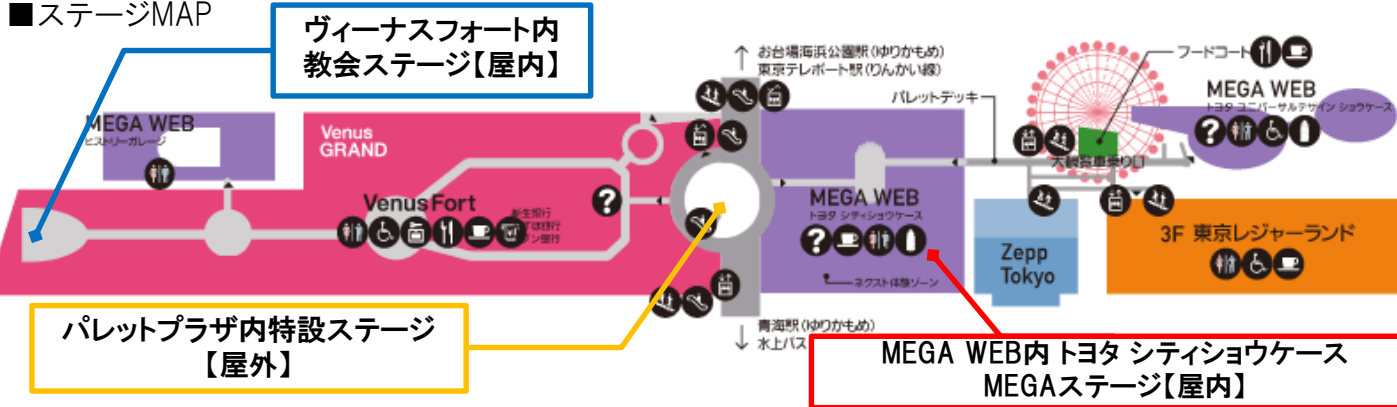 ■ステージMAP
ヴィーナスフォート内
教会ステージ【屋内】
お台場海浜公園駅(ゆりかもめ)
東京テレポート駅(りんかい線)
フードコート
パレットデッキ
MEGA WEB
トヨタ ユニバーサルデザイン ショウケース
MEGA WEB
ヒストリーガレージ
Venus
GRAND
大観覧車乗り口
VenusFort
新生銀行
MEGA WEB
トヨタ シティショウケース
ネクスト体験ゾーン
Zepp
Tokyo
3F 東京レジャーランド
パレットプラザ内特設ステージ
【屋外】
青海駅(ゆりかもめ)
水上バス
MEGA WEB内 トヨタ シティショウケース
MEGAステージ【屋内】